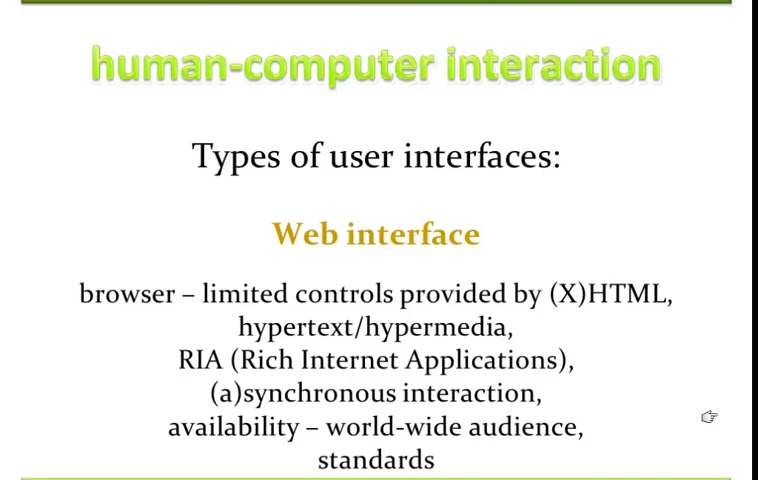 human-computer interaction
Types of user interfaces:
Web interface
browser – limited controls provided by (X)HTML,
hypertext/hypermedia,
RIA (Rich Internet Applications),
(a)synchronous interaction,
availability – world-wide audience,
standards